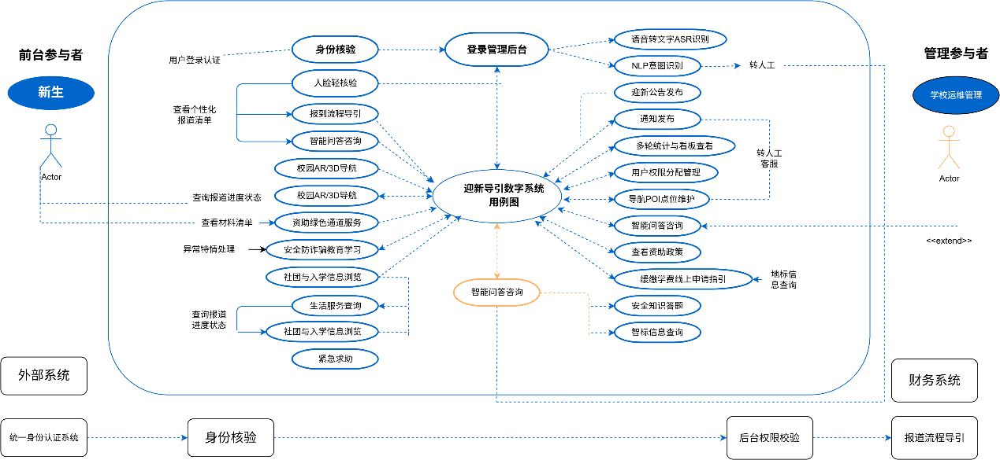 前台参与者
新生
Actor
用户登录认证
查看个性化
报道清单
查询报道进度状态
查看材料清单
异常特情处理
查询报道
进度状态
身份核验
人脸轻核验
报到流程导引
智能问答咨询
校园AR/3D导航
校园AR/3D导航
资助绿色通道服务
安全防诈骗教育学习
社团与入学信息浏览
生活服务查询
社团与入学信息浏览
紧急求助
登录管理后台
迎新导引数字系统
用例图
智能问答咨询
语音转文字ASR识别
NLP意图识别
迎新公告发布
通知发布
多轮统计与看板查看
用户权限分配管理
导航POI点位维护
智能问答咨询
查看资助政策
缓缴学费线上申请指引
安全知识答题
智标信息查询
转人工
转人工
客服
地标信
息查询
管理参与者
学校运维管理
Actor
<<extend>>
外部系统
财务系统
统一身份认证系统
身份核验
后台权限校验
报道流程导引